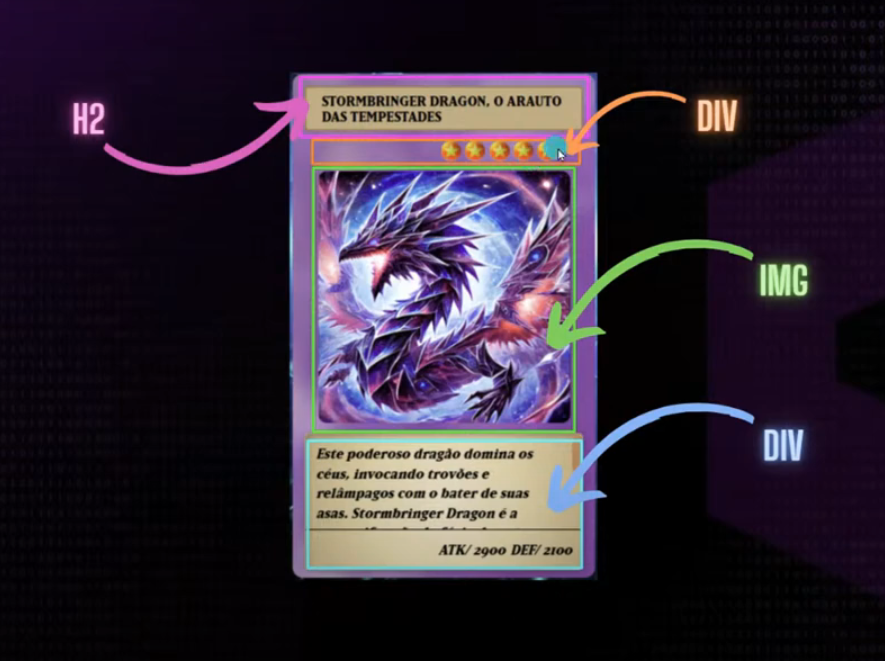 H2
STORMBRINGER DRAGON, O ARAUTO
DAS TEMPESTADES
DIV
IMG
Este poderoso dragão domina os
céus, invocando trovões e
relâmpagos com o bater de suas
asas. Stormbringer Dragon é a
ATK/ 2900 DEF/ 2100
DIV